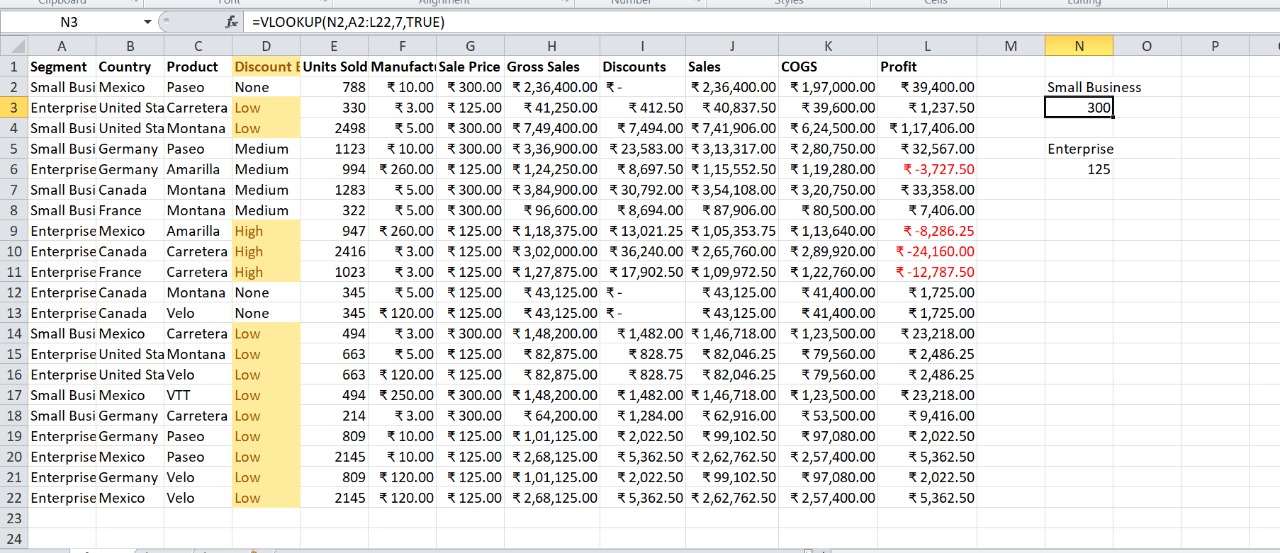 Clipboard Font Alignment Number Styles Cells Editing
N3 fx =VLOOKUP(N2,A2:L22,7,TRUE)
A B C D E F G H I J K L M N O P
1 Segment Country Product Discount B Units Sold Manufactu Sale Price Gross Sales Discounts Sales COGS Profit
2 Small Busi Mexico Paseo None 788 ₹ 10.00 ₹ 300.00 ₹ 2,36,400.00 ₹ - ₹ 2,36,400.00 ₹ 1,97,000.00 ₹ 39,400.00 Small Business
3 Enterprise United Sta Carretera Low 330 ₹ 3.00 ₹ 125.00 ₹ 41,250.00 ₹ 412.50 ₹ 40,837.50 ₹ 39,600.00 ₹ 1,237.50 300
4 Small Busi United Sta Montana Low 2498 ₹ 5.00 ₹ 300.00 ₹ 7,49,400.00 ₹ 7,494.00 ₹ 7,41,906.00 ₹ 6,24,500.00 ₹ 1,17,406.00
5 Small Busi Germany Paseo Medium 1123 ₹ 10.00 ₹ 300.00 ₹ 3,36,900.00 ₹ 23,583.00 ₹ 3,13,317.00 ₹ 2,80,750.00 ₹ 32,567.00 Enterprise
6 Enterprise Germany Amarilla Medium 994 ₹ 260.00 ₹ 125.00 ₹ 1,24,250.00 ₹ 8,697.50 ₹ 1,15,552.50 ₹ 1,19,280.00 ₹ -3,727.50 125
7 Small Busi Canada Montana Medium 1283 ₹ 5.00 ₹ 300.00 ₹ 3,84,900.00 ₹ 30,792.00 ₹ 3,54,108.00 ₹ 3,20,750.00 ₹ 33,358.00
8 Small Busi France Montana Medium 322 ₹ 5.00 ₹ 300.00 ₹ 96,600.00 ₹ 8,694.00 ₹ 87,906.00 ₹ 80,500.00 ₹ 7,406.00
9 Enterprise Mexico Amarilla High 947 ₹ 260.00 ₹ 125.00 ₹ 1,18,375.00 ₹ 13,021.25 ₹ 1,05,353.75 ₹ 1,13,640.00 ₹ -8,286.25
10 Enterprise Canada Carretera High 2416 ₹ 3.00 ₹ 125.00 ₹ 3,02,000.00 ₹ 36,240.00 ₹ 2,65,760.00 ₹ 2,89,920.00 ₹ -24,160.00
11 Enterprise France Carretera High 1023 ₹ 3.00 ₹ 125.00 ₹ 1,27,875.00 ₹ 17,902.50 ₹ 1,09,972.50 ₹ 1,22,760.00 ₹ -12,787.50
12 Enterprise Canada Montana None 345 ₹ 5.00 ₹ 125.00 ₹ 43,125.00 ₹ - ₹ 43,125.00 ₹ 41,400.00 ₹ 1,725.00
13 Enterprise Canada Velo None 345 ₹ 120.00 ₹ 125.00 ₹ 43,125.00 ₹ - ₹ 43,125.00 ₹ 41,400.00 ₹ 1,725.00
14 Small Busi Mexico Carretera Low 494 ₹ 3.00 ₹ 300.00 ₹ 1,48,200.00 ₹ 1,482.00 ₹ 1,46,718.00 ₹ 1,23,500.00 ₹ 23,218.00
15 Enterprise United Sta Montana Low 663 ₹ 5.00 ₹ 125.00 ₹ 82,875.00 ₹ 828.75 ₹ 82,046.25 ₹ 79,560.00 ₹ 2,486.25
16 Enterprise United Sta Velo Low 663 ₹ 120.00 ₹ 125.00 ₹ 82,875.00 ₹ 828.75 ₹ 82,046.25 ₹ 79,560.00 ₹ 2,486.25
17 Small Busi Mexico VTT Low 494 ₹ 250.00 ₹ 300.00 ₹ 1,48,200.00 ₹ 1,482.00 ₹ 1,46,718.00 ₹ 1,23,500.00 ₹ 23,218.00
18 Small Busi Germany Carretera Low 214 ₹ 3.00 ₹ 300.00 ₹ 64,200.00 ₹ 1,284.00 ₹ 62,916.00 ₹ 53,500.00 ₹ 9,416.00
19 Enterprise Germany Paseo Low 809 ₹ 10.00 ₹ 125.00 ₹ 1,01,125.00 ₹ 2,022.50 ₹ 99,102.50 ₹ 97,080.00 ₹ 2,022.50
20 Enterprise Mexico Paseo Low 2145 ₹ 10.00 ₹ 125.00 ₹ 2,68,125.00 ₹ 5,362.50 ₹ 2,62,762.50 ₹ 2,57,400.00 ₹ 5,362.50
21 Enterprise Germany Velo Low 809 ₹ 120.00 ₹ 125.00 ₹ 1,01,125.00 ₹ 2,022.50 ₹ 99,102.50 ₹ 97,080.00 ₹ 2,022.50
22 Enterprise Mexico Velo Low 2145 ₹ 120.00 ₹ 125.00 ₹ 2,68,125.00 ₹ 5,362.50 ₹ 2,62,762.50 ₹ 2,57,400.00 ₹ 5,362.50
23
24